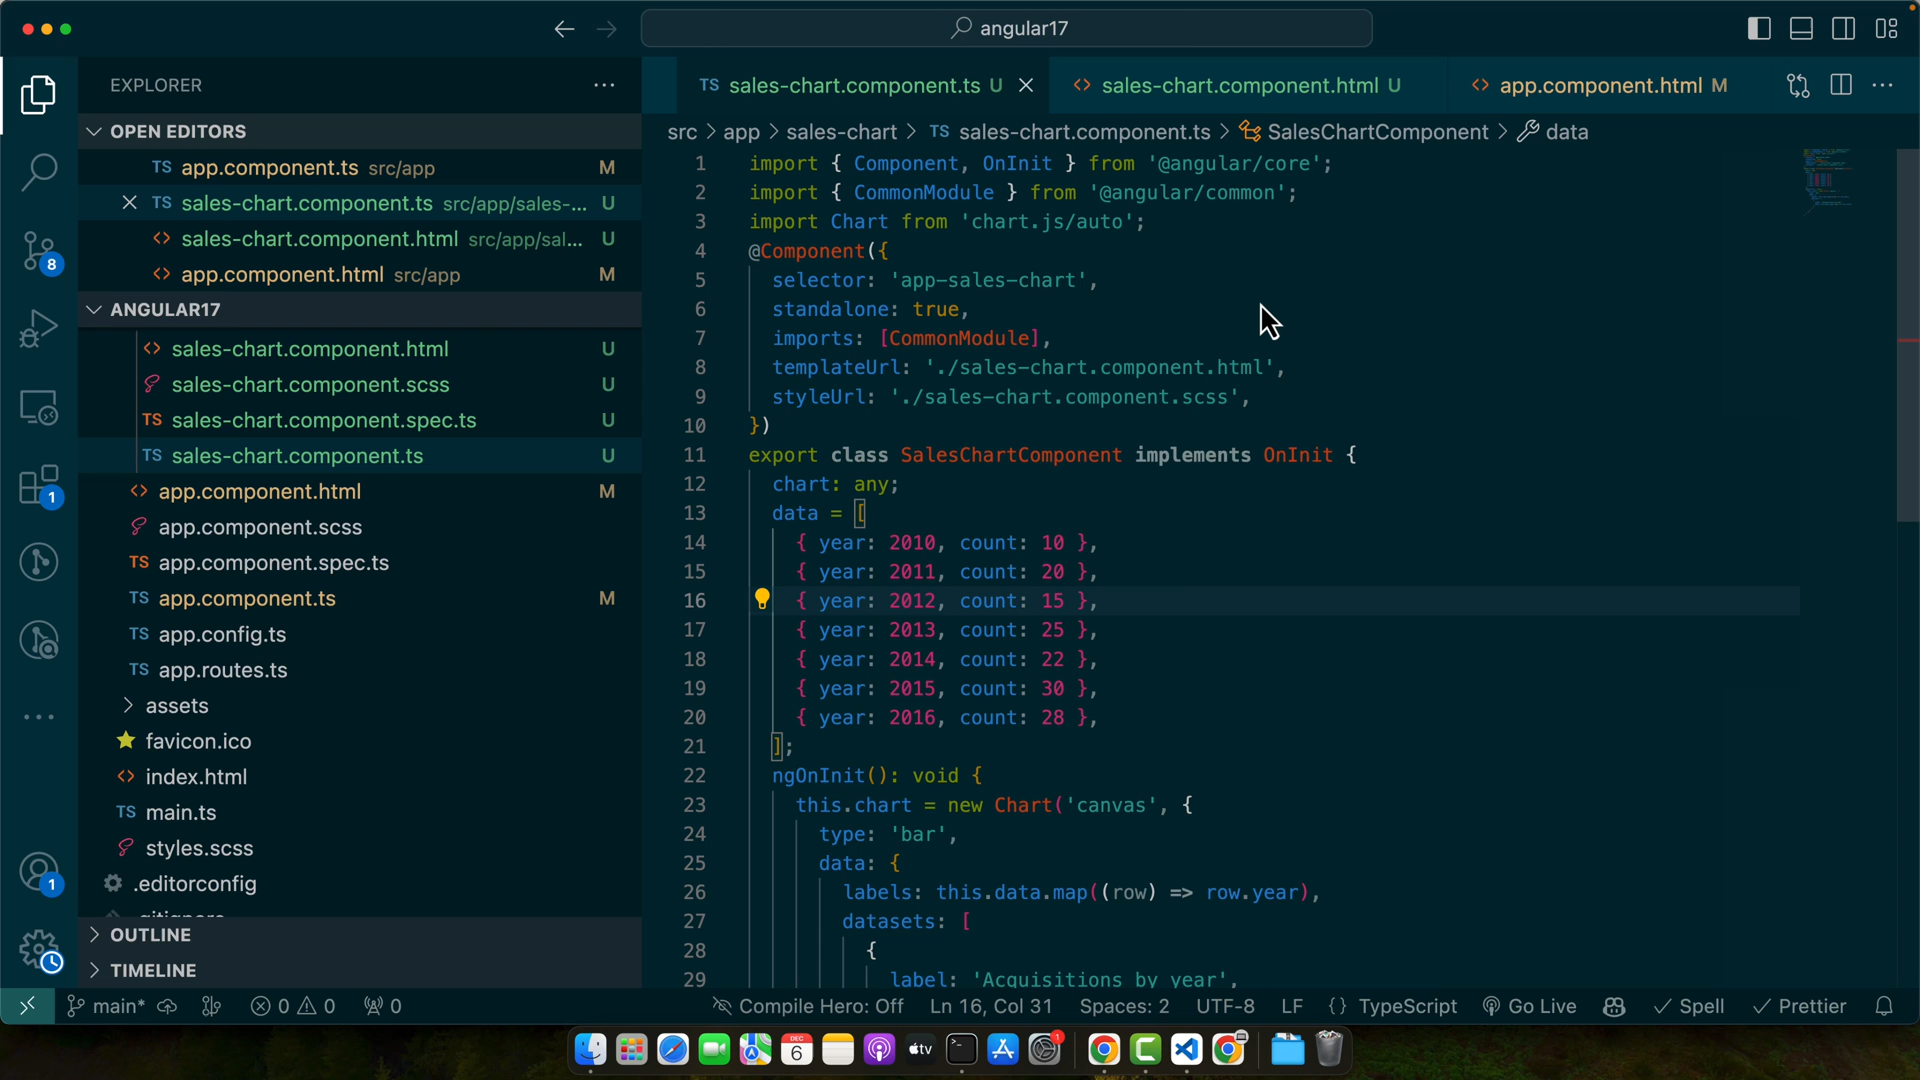 angular17
EXPLORER
OPEN EDITORS
TS app.component.ts src/app M
TS sales-chart.component.ts src/app/sales-... U
<> sales-chart.component.html src/app/sal... U
<> app.component.html src/app M
ANGULAR17
<> sales-chart.component.html U
sales-chart.component.scss U
TS sales-chart.component.spec.ts U
TS sales-chart.component.ts U
<> app.component.html M
app.component.scss
TS app.component.spec.ts
TS app.component.ts M
TS app.config.ts
TS app.routes.ts
assets
favicon.ico
<> index.html
TS main.ts
styles.scss
.editorconfig
.gitignore
OUTLINE
TIMELINE
8
1
1
TS sales-chart.component.ts U
<> sales-chart.component.html U
<> app.component.html M
src > app > sales-chart > TS sales-chart.component.ts > SalesChartComponent > data
1 import { Component, OnInit } from '@angular/core';
2 import { CommonModule } from '@angular/common';
3 import Chart from 'chart.js/auto';
4 @Component({
5 selector: 'app-sales-chart',
6 standalone: true,
7 imports: [CommonModule],
8 templateUrl: './sales-chart.component.html',
9 styleUrl: './sales-chart.component.scss',
10 })
11 export class SalesChartComponent implements OnInit {
12 chart: any;
13 data = [
14 { year: 2010, count: 10 },
15 { year: 2011, count: 20 },
16 { year: 2012, count: 15 },
17 { year: 2013, count: 25 },
18 { year: 2014, count: 22 },
19 { year: 2015, count: 30 },
20 { year: 2016, count: 28 },
21 ];
22 ngOnInit(): void {
23 this.chart = new Chart('canvas', {
24 type: 'bar',
25 data: {
26 labels: this.data.map((row) => row.year),
27 datasets: [
28 {
29 label: 'Acquisitions by year',
main* 0 0 0 Compile Hero: Off Ln 16, Col 31 Spaces: 2 UTF-8 LF {} TypeScript Go Live Spell Prettier
DEC
6
tv
1